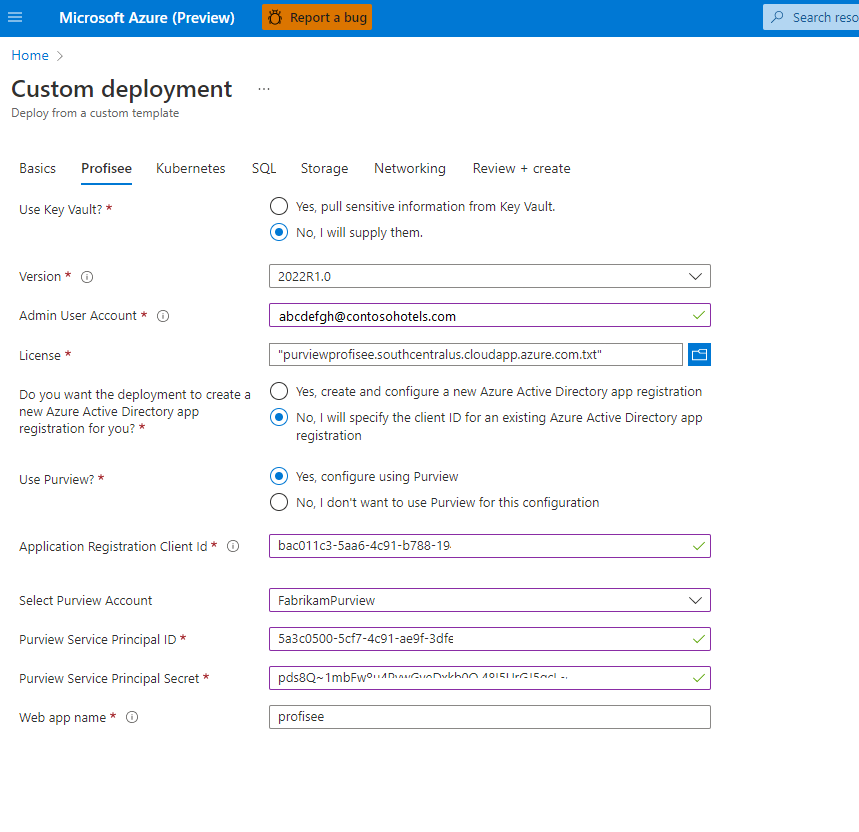 Microsoft Azure (Preview)
Report a bug
Search reso
Home
Custom deployment
...
Deploy from a custom template
Basics Profisee Kubernetes SQL Storage Networking Review + create
Use Key Vault? *
Yes, pull sensitive information from Key Vault.
No, I will supply them.
Version *
2022R1.0
Admin User Account *
abcdefgh@contosohotels.com
License *
"purviewprofisee.southcentralus.cloudapp.azure.com.txt"
Do you want the deployment to create a
new Azure Active Directory app
registration for you? *
Yes, create and configure a new Azure Active Directory app registration
No, I will specify the client ID for an existing Azure Active Directory app
registration
Use Purview? *
Yes, configure using Purview
No, I don't want to use Purview for this configuration
Application Registration Client Id *
bac011c3-5aa6-4c91-b788-19
Select Purview Account
FabrikamPurview
Purview Service Principal ID *
5a3c0500-5cf7-4c91-ae9f-3dfe
Purview Service Principal Secret *
Web app name *
profisee